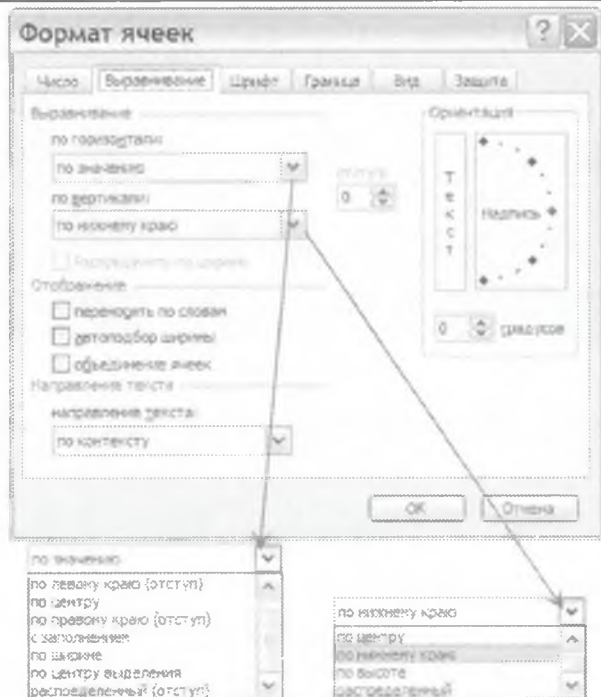 Формат ячеек
Число Выравнивание Шрифт Граница Вид Защита
Выравнивание
по горизонтали:
по значению
отступ:
0
по вертикали:
по нижнему краю
Распределять по ширине
Отображение
переносить по словам
автоподбор ширины
объединение ячеек
Направление текста
направление текста:
по контексту
Ориентация
Текст
Надпись
0 градусов
ОК Отмена
по значению
по левому краю (отступ)
по центру
по правому краю (отступ)
с заполнением
по ширине
по центру выделения
распределенный (отступ)
по нижнему краю
по центру
по нижнему краю
по высоте
распределенный